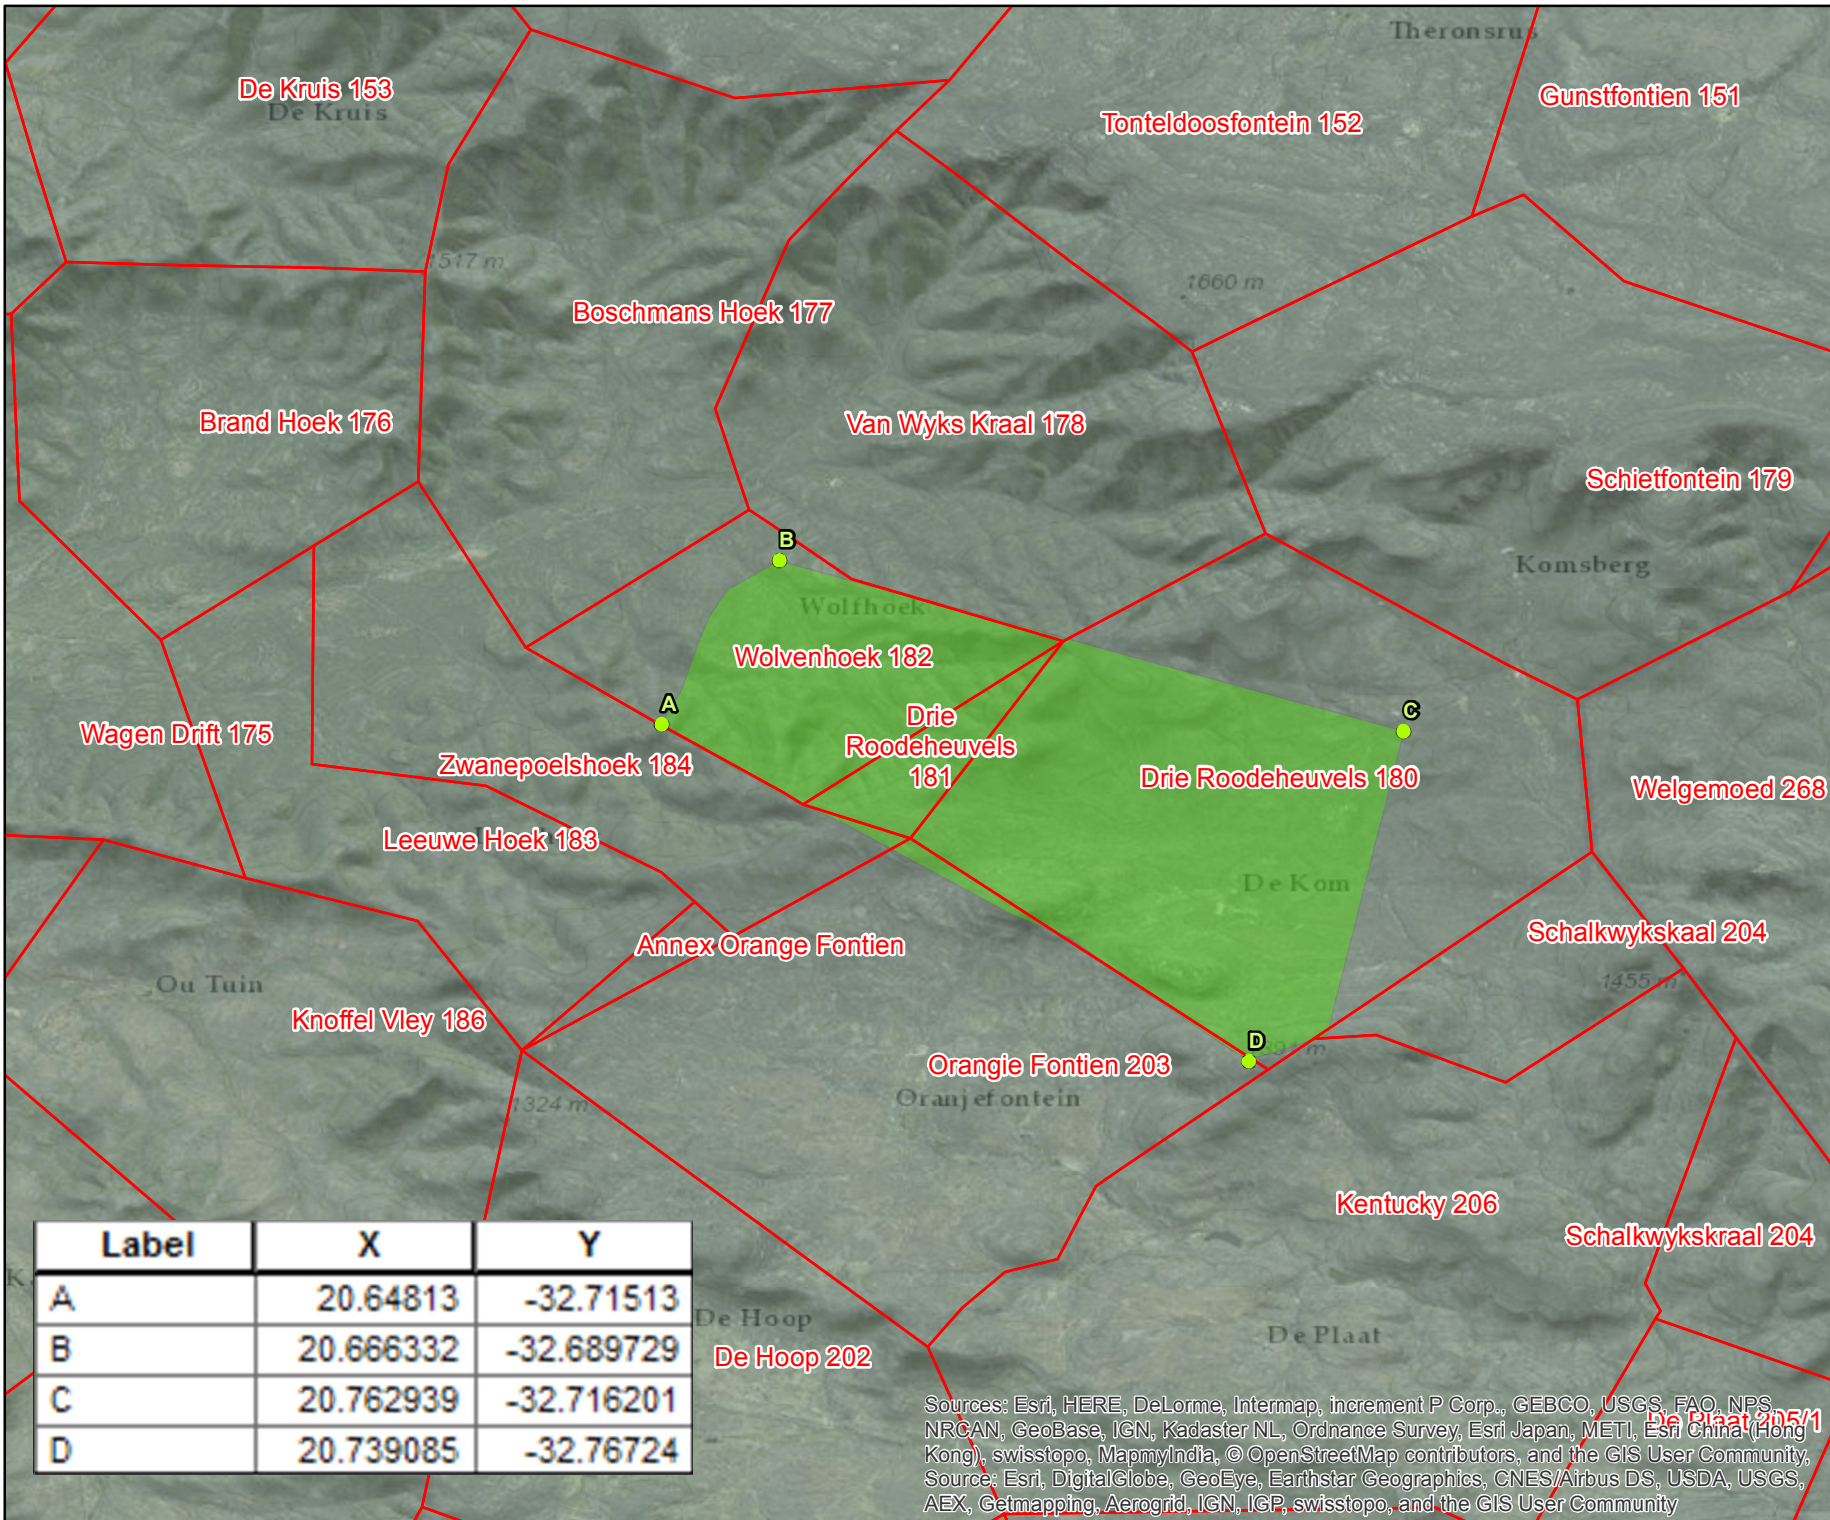 Theronsrus
De Kruis 153
De Kruis
Gunstfontien 151
Tonteldoosfontein 152
1517 m
1660 m
Boschmans Hoek 177
Brand Hoek 176
Van Wyks Kraal 178
Schietfontein 179
B
Komsberg
Wolfhoek
Wolvenhoek 182
A
C
Drie
Roodeheuvels
181
Wagen Drift 175
Zwanepoelshoek 184
Drie Roodeheuvels 180
Welgemoed 268
Leeuwe Hoek 183
De Kom
Schalkwykskaal 204
Annex Orange Fontien
Ou Tuin
1455 m
Knoffel Vley 186
D
Orangie Fontien 203
Oranjefontein
1324 m
Kentucky 206
Schalkwykskraal 204
Label X Y
A 20.64813 -32.71513
B 20.666332 -32.689729
C 20.762939 -32.716201
D 20.739085 -32.76724
De Hoop
De Plaat
De Hoop 202
De Plaat 205/1
Sources: Esri, HERE, DeLorme, Intermap, increment P Corp., GEBCO, USGS, FAO, NPS,
NRCAN, GeoBase, IGN, Kadaster NL, Ordnance Survey, Esri Japan, METI, Esri China (Hong
Kong), swisstopo, MapmyIndia, © OpenStreetMap contributors, and the GIS User Community,
Source: Esri, DigitalGlobe, GeoEye, Earthstar Geographics, CNES/Airbus DS, USDA, USGS,
AEX, Getmapping, Aerogrid, IGN, IGP, swisstopo, and the GIS User Community